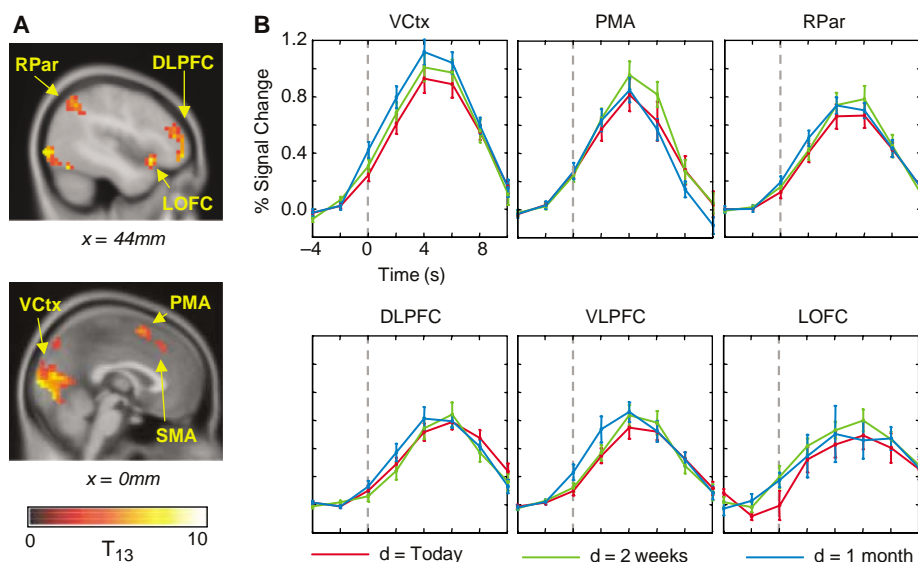 A
RPar
DLPFC
LOFC
x = 44mm
VCtx
PMA
SMA
x = 0mm
0
10
T13
B
VCtx
PMA
RPar
% Signal Change
1.2
0.8
0.4
0.0
–4
0
4
8
Time (s)
DLPFC
VLPFC
LOFC
d = Today
d = 2 weeks
d = 1 month